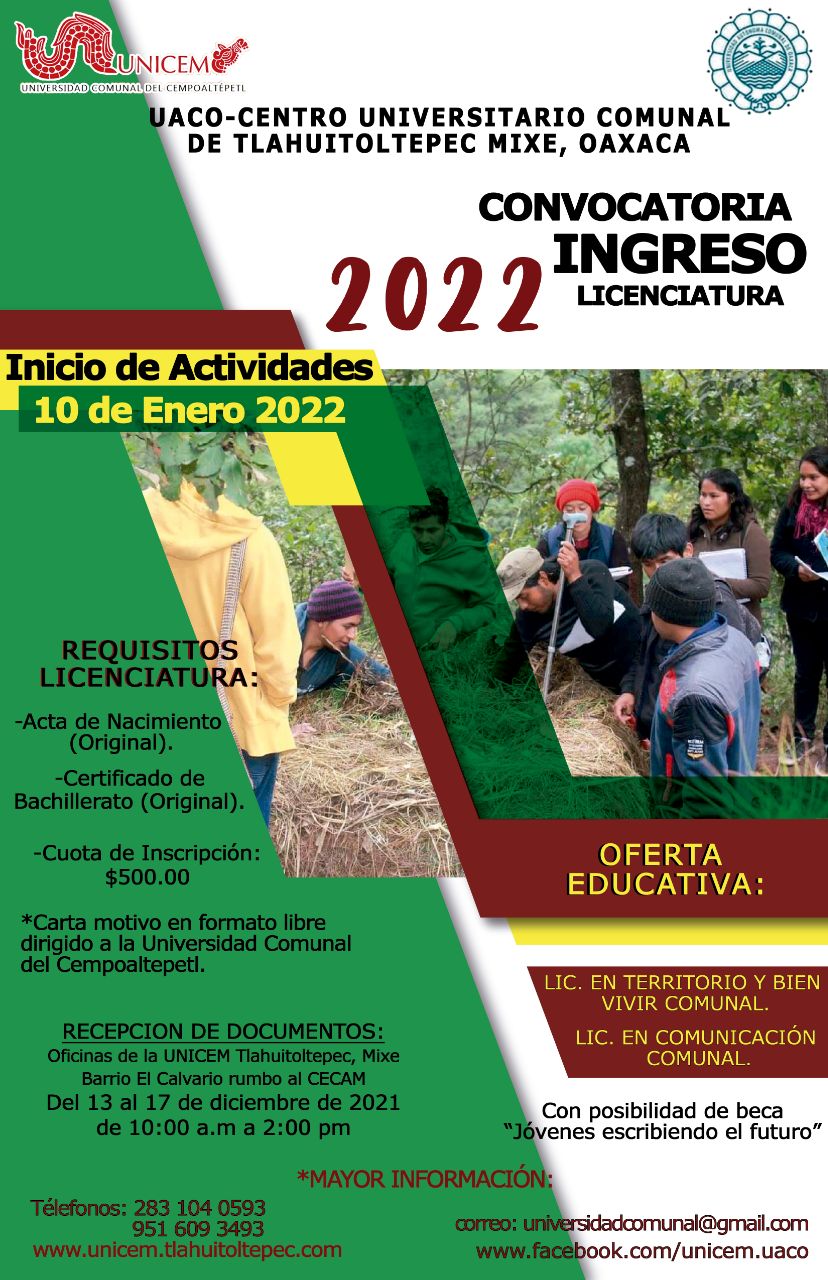 UNICEM
UNIVERSIDAD COMUNAL DEL CEMPOALTÉPETL
UNIVERSIDAD AUTÓNOMA COMUNAL DE OAXACA
UACO-CENTRO UNIVERSITARIO COMUNAL
DE TLAHUITOLTEPEC MIXE, OAXACA
CONVOCATORIA
INGRESO
2022
LICENCIATURA
Inicio de Actividades
10 de Enero 2022
REQUISITOS
LICENCIATURA:
-Acta de Nacimiento
(Original).
-Certificado de
Bachillerato (Original).
-Cuota de Inscripción:
$500.00
*Carta motivo en formato libre
dirigido a la Universidad Comunal
del Cempoaltepetl.
RECEPCION DE DOCUMENTOS:
Oficinas de la UNICEM Tlahuitoltepec, Mixe
Barrio El Calvario rumbo al CECAM
Del 13 al 17 de diciembre de 2021
de 10:00 a.m a 2:00 pm
OFERTA
EDUCATIVA:
LIC. EN TERRITORIO Y BIEN
VIVIR COMUNAL.
LIC. EN COMUNICACIÓN
COMUNAL.
Con posibilidad de beca
“Jóvenes escribiendo el futuro”
*MAYOR INFORMACIÓN:
Télefonos: 283 104 0593
951 609 3493
www.unicem.tlahuitoltepec.com
correo: universidadcomunal@gmail.com
www.facebook.com/unicem.uaco